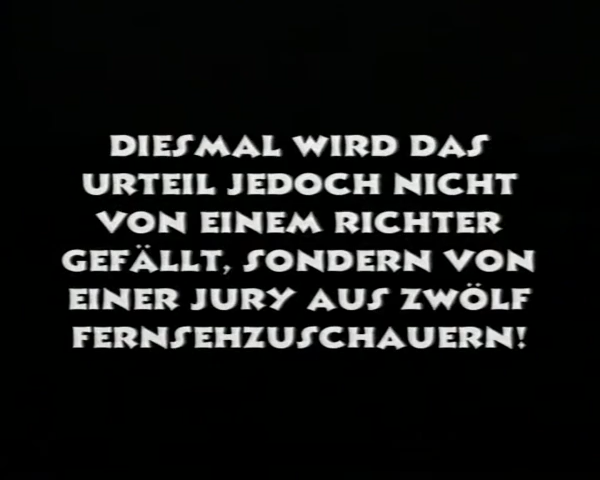 DIESMAL WIRD DAS
URTEIL JEDOCH NICHT
VON EINEM RICHTER
GEFÄLLT, SONDERN VON
EINER JURY AUS ZWÖLF
FERNSEHZUSCHAUERN!